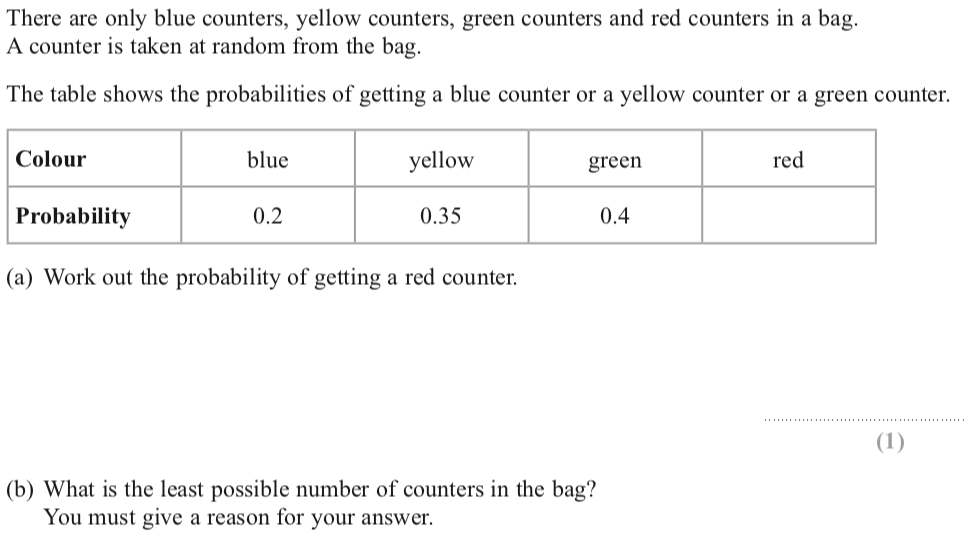 There are only blue counters, yellow counters, green counters and red counters in a bag.
A counter is taken at random from the bag.
The table shows the probabilities of getting a blue counter or a yellow counter or a green counter.
Colour blue yellow green red
Probability 0.2 0.35 0.4
(a) Work out the probability of getting a red counter.
(1)
(b) What is the least possible number of counters in the bag?
You must give a reason for your answer.